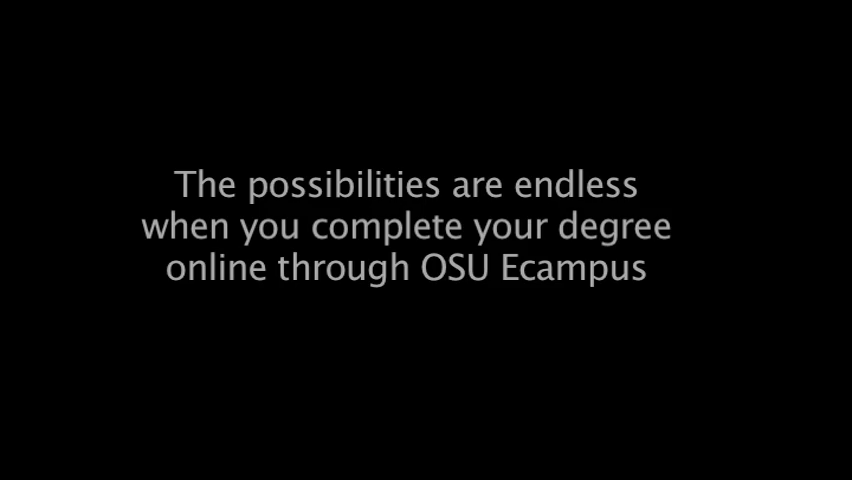 The possibilities are endless
when you complete your degree
online through OSU Ecampus